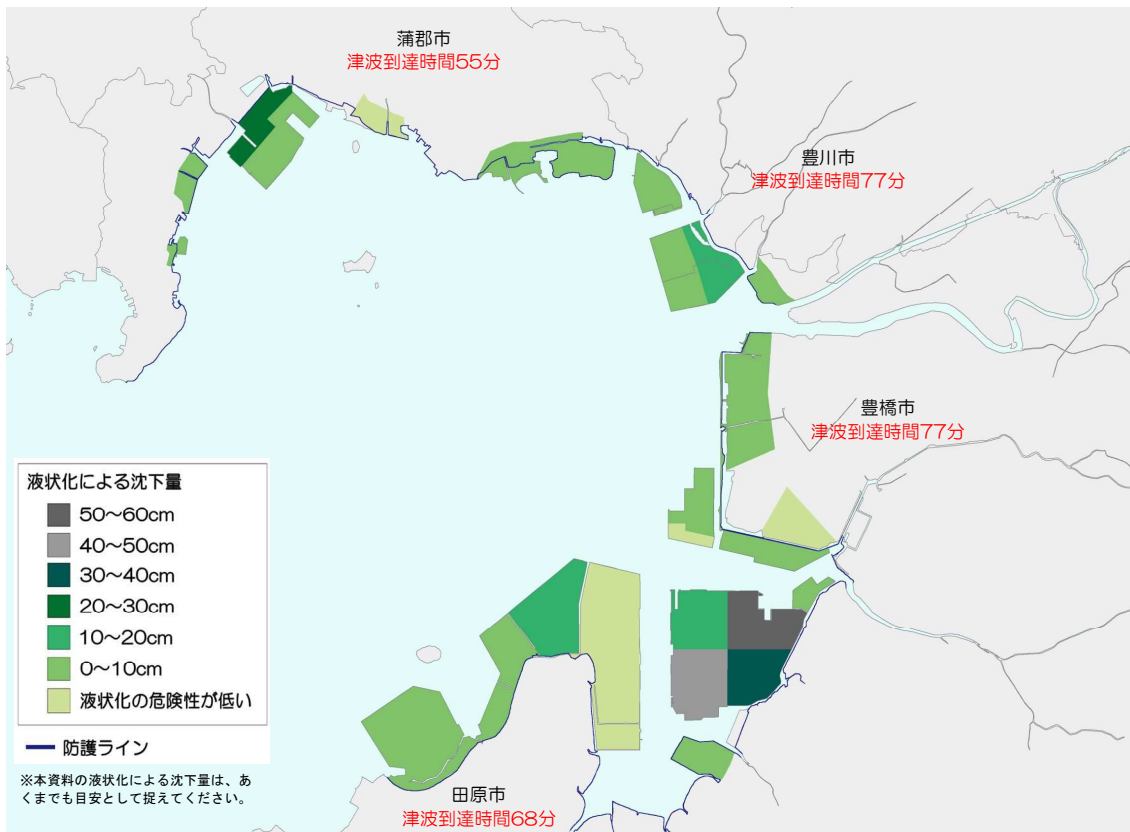 蒲郡市
津波到達時間55分
豊川市
津波到達時間77分
豊橋市
津波到達時間77分
液状化による沈下量
50～60cm
40～50cm
30～40cm
20～30cm
10～20cm
0～10cm
液状化の危険性が低い
防護ライン
※本資料の液状化による沈下量は、あ
くまでも目安として捉えてください。
田原市
津波到達時間68分